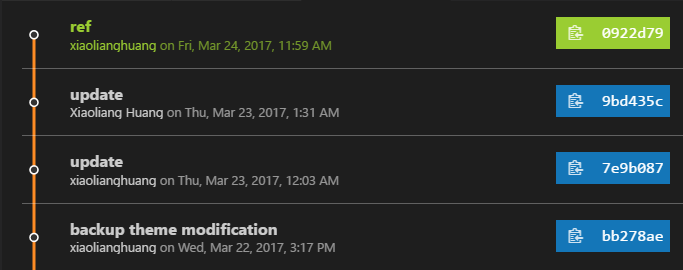 ref
xiaolianghuang on Fri, Mar 24, 2017, 11:59 AM
0922d79
update
Xiaoliang Huang on Thu, Mar 23, 2017, 1:31 AM
9bd435c
update
xiaolianghuang on Thu, Mar 23, 2017, 12:03 AM
7e9b087
backup theme modification
xiaolianghuang on Wed, Mar 22, 2017, 3:17 PM
bb278ae